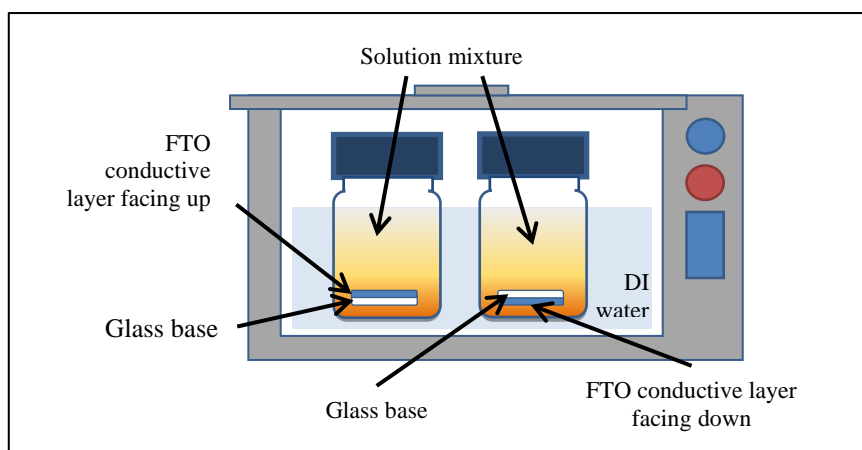 Solution mixture
FTO
conductive
layer facing up
DI
water
Glass base
Glass base
FTO conductive layer
facing down